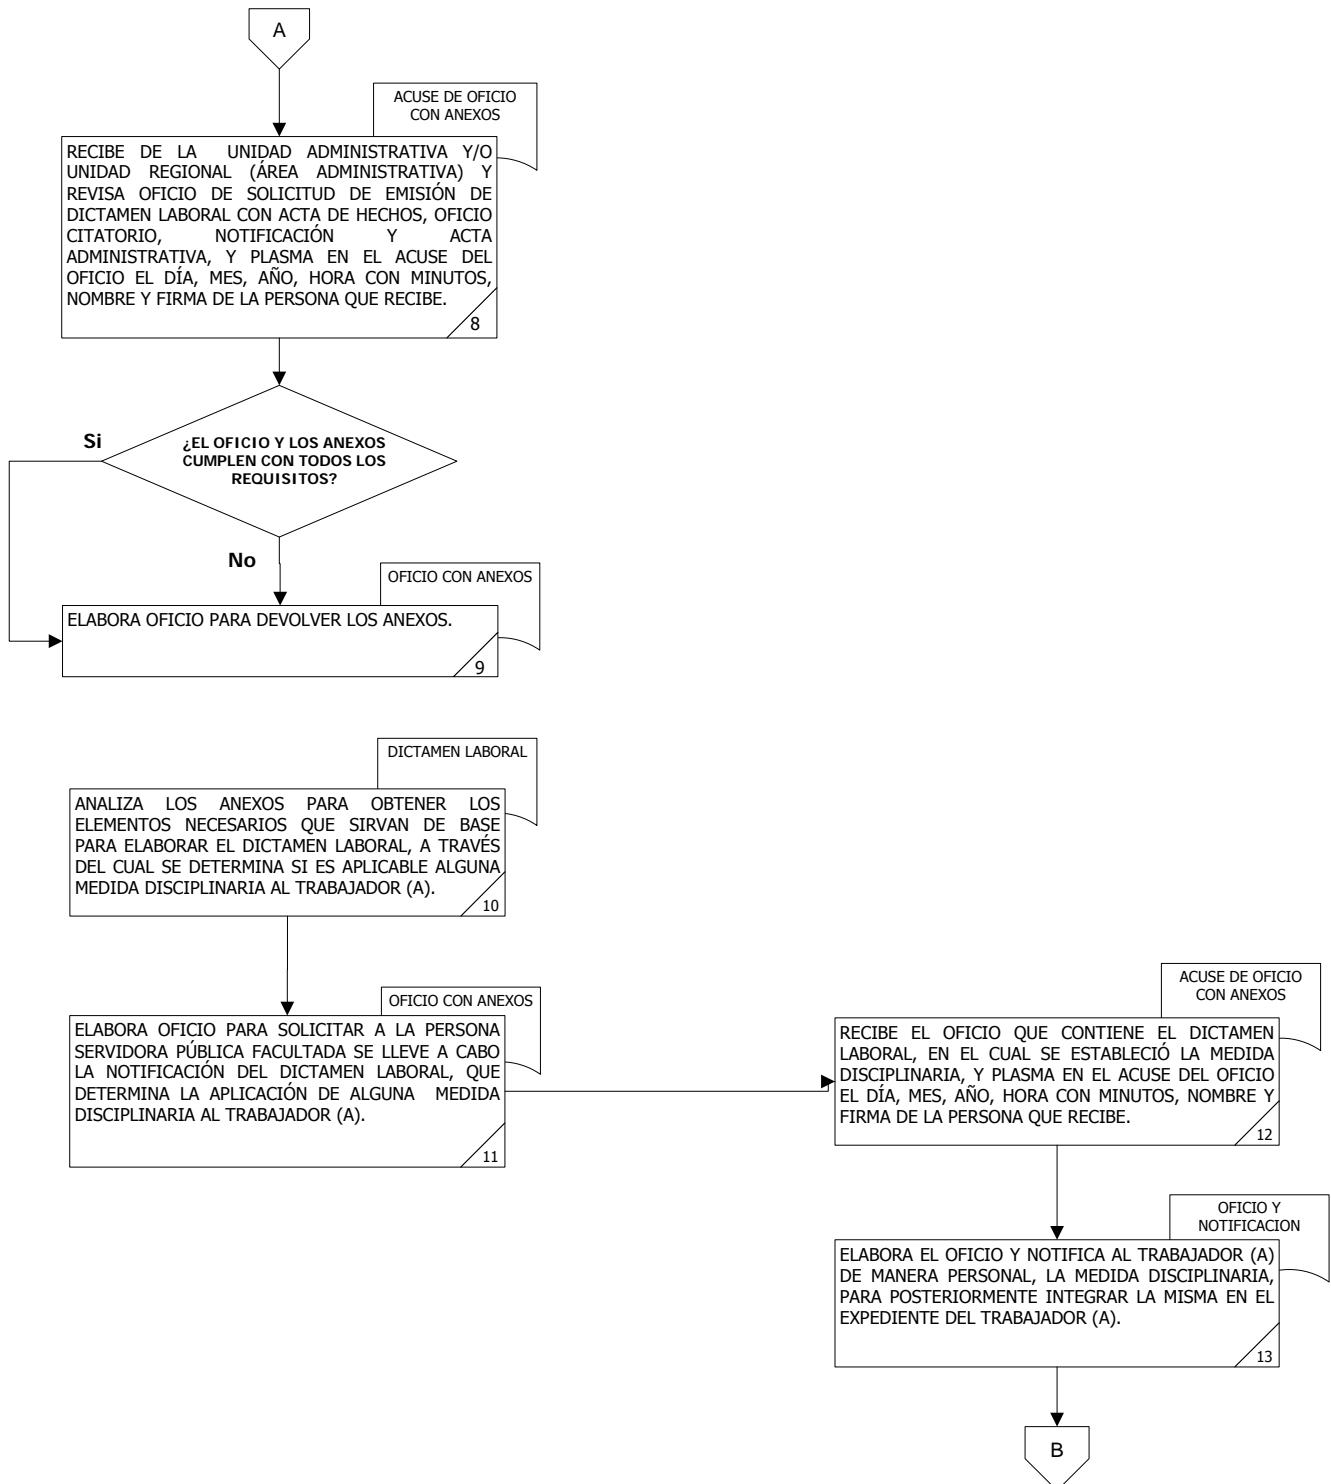 A
ACUSE DE OFICIO
CON ANEXOS
RECIBE DE LA UNIDAD ADMINISTRATIVA Y/O
UNIDAD REGIONAL (ÁREA ADMINISTRATIVA) Y
REVISA OFICIO DE SOLICITUD DE EMISIÓN DE
DICTAMEN LABORAL CON ACTA DE HECHOS, OFICIO
CITATORIO, NOTIFICACIÓN Y ACTA
ADMINISTRATIVA, Y PLASMA EN EL ACUSE DEL
OFICIO EL DÍA, MES, AÑO, HORA CON MINUTOS,
NOMBRE Y FIRMA DE LA PERSONA QUE RECIBE.
8
Si
¿EL OFICIO Y LOS ANEXOS
CUMPLEN CON TODOS LOS
REQUISITOS?
No
OFICIO CON ANEXOS
ELABORA OFICIO PARA DEVOLVER LOS ANEXOS.
9
DICTAMEN LABORAL
ANALIZA LOS ANEXOS PARA OBTENER LOS
ELEMENTOS NECESARIOS QUE SIRVAN DE BASE
PARA ELABORAR EL DICTAMEN LABORAL, A TRAVÉS
DEL CUAL SE DETERMINA SI ES APLICABLE ALGUNA
MEDIDA DISCIPLINARIA AL TRABAJADOR (A).
10
OFICIO CON ANEXOS
ELABORA OFICIO PARA SOLICITAR A LA PERSONA
SERVIDORA PÚBLICA FACULTADA SE LLEVE A CABO
LA NOTIFICACIÓN DEL DICTAMEN LABORAL, QUE
DETERMINA LA APLICACIÓN DE ALGUNA MEDIDA
DISCIPLINARIA AL TRABAJADOR (A).
11
ACUSE DE OFICIO
CON ANEXOS
RECIBE EL OFICIO QUE CONTIENE EL DICTAMEN
LABORAL, EN EL CUAL SE ESTABLECIÓ LA MEDIDA
DISCIPLINARIA, Y PLASMA EN EL ACUSE DEL OFICIO
EL DÍA, MES, AÑO, HORA CON MINUTOS, NOMBRE Y
FIRMA DE LA PERSONA QUE RECIBE.
12
OFICIO Y
NOTIFICACION
ELABORA EL OFICIO Y NOTIFICA AL TRABAJADOR (A)
DE MANERA PERSONAL, LA MEDIDA DISCIPLINARIA,
PARA POSTERIORMENTE INTEGRAR LA MISMA EN EL
EXPEDIENTE DEL TRABAJADOR (A).
13
B